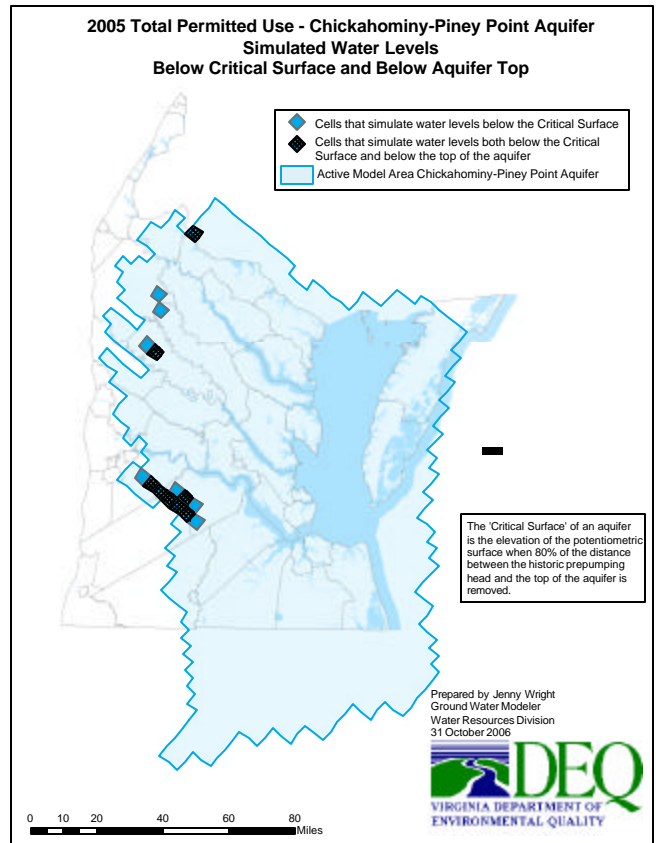 2005 Total Permitted Use - Chickahominy-Piney Point Aquifer
Simulated Water Levels
Below Critical Surface and Below Aquifer Top
Cells that simulate water levels below the Critical Surface
Cells that simulate water levels both below the Critical
Surface and below the top of the aquifer
Active Model Area Chickahominy-Piney Point Aquifer
The 'Critical Surface' of an aquifer
is the elevation of the potentiometric
surface when 80% of the distance
between the historic prepumping
head and the top of the aquifer is
removed.
Prepared by Jenny Wright
Ground Water Modeler
Water Resources Division
31 October 2006
DEQ
VIRGINIA DEPARTMENT OF
ENVIRONMENTAL QUALITY
0 10 20 40 60 80
Miles